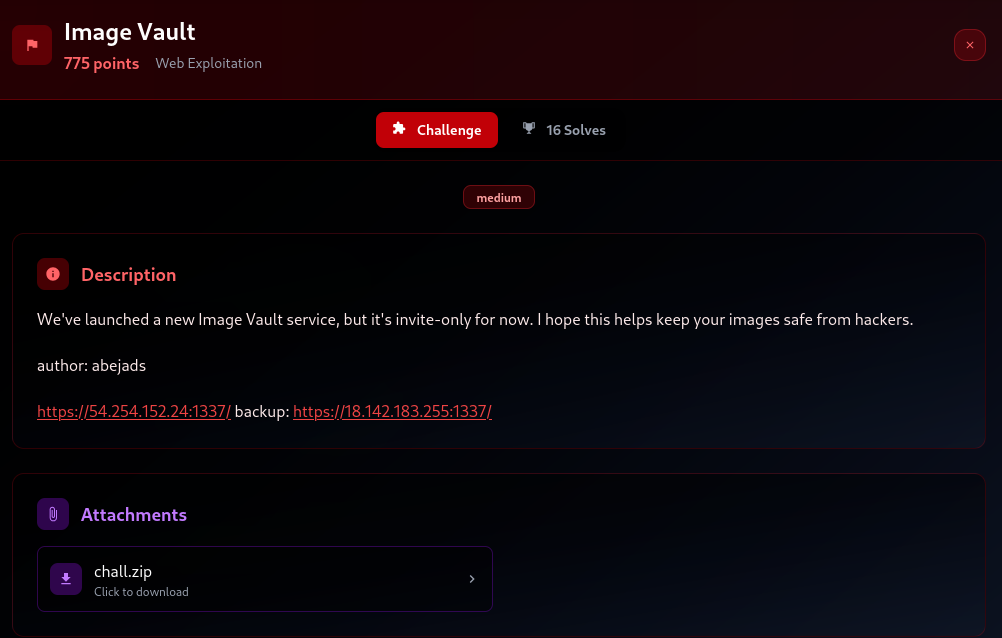 Image Vault
775 points Web Exploitation
Challenge 16 Solves
medium
Description
We've launched a new Image Vault service, but it's invite-only for now. I hope this helps keep your images safe from hackers.
author: abejads
https://54.254.152.24:1337/ backup: https://18.142.183.255:1337/
Attachments
chall.zip
Click to download